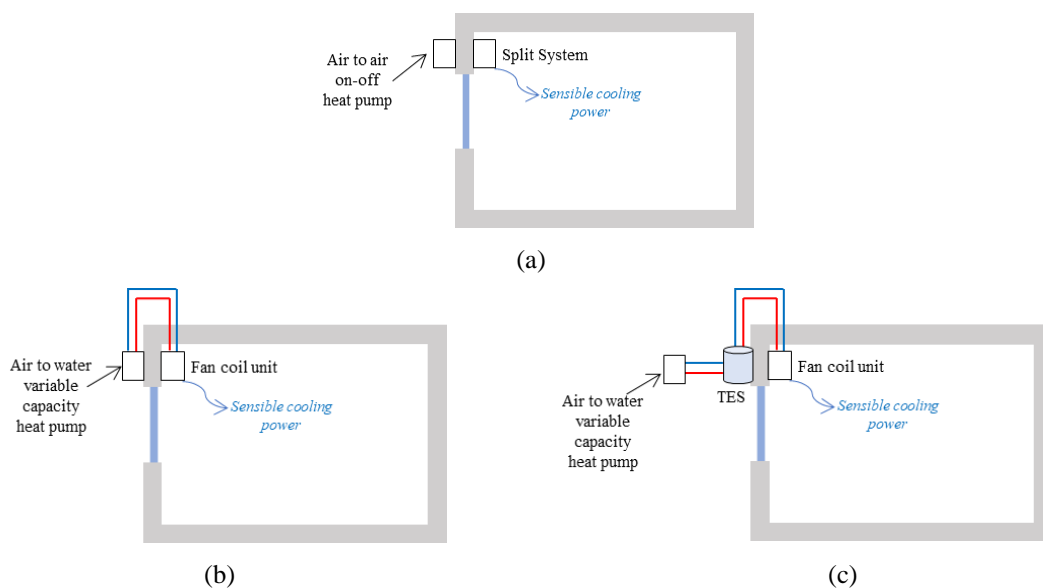 Air to air
on-off
heat pump
Split System
Sensible cooling
power
(a)
Air to water
variable
capacity
heat pump
Fan coil unit
Sensible cooling
power
(b)
Air to water
variable
capacity
heat pump
TES
Fan coil unit
Sensible cooling
power
(c)